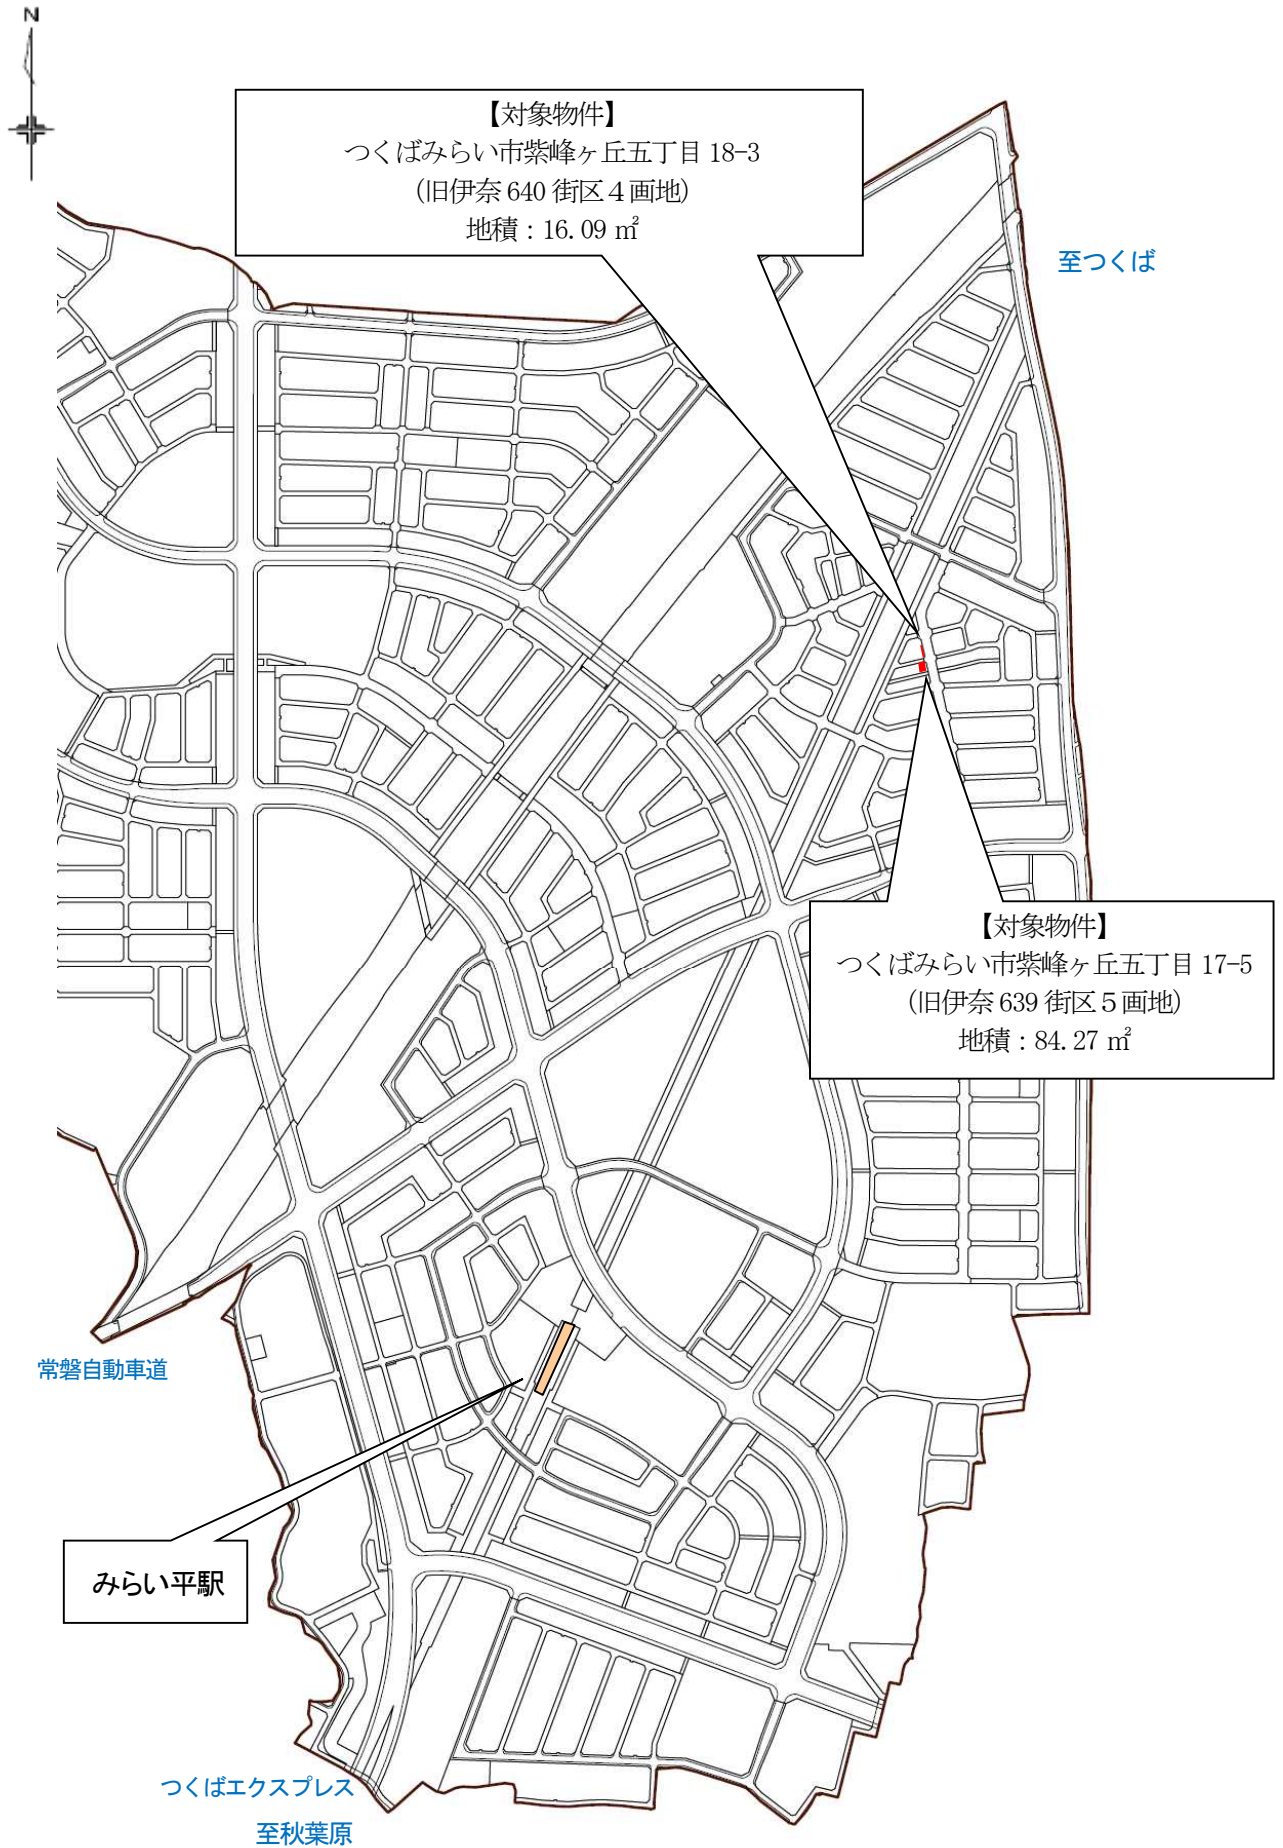 N
【対象物件】
つくばみらい市紫峰ヶ丘五丁目 18-3
（旧伊奈 640 街区４画地）
地積：16.09 ㎡
至つくば
【対象物件】
つくばみらい市紫峰ヶ丘五丁目 17-5
（旧伊奈 639 街区５画地）
地積：84.27 ㎡
常磐自動車道
みらい平駅
つくばエクスプレス
至秋葉原